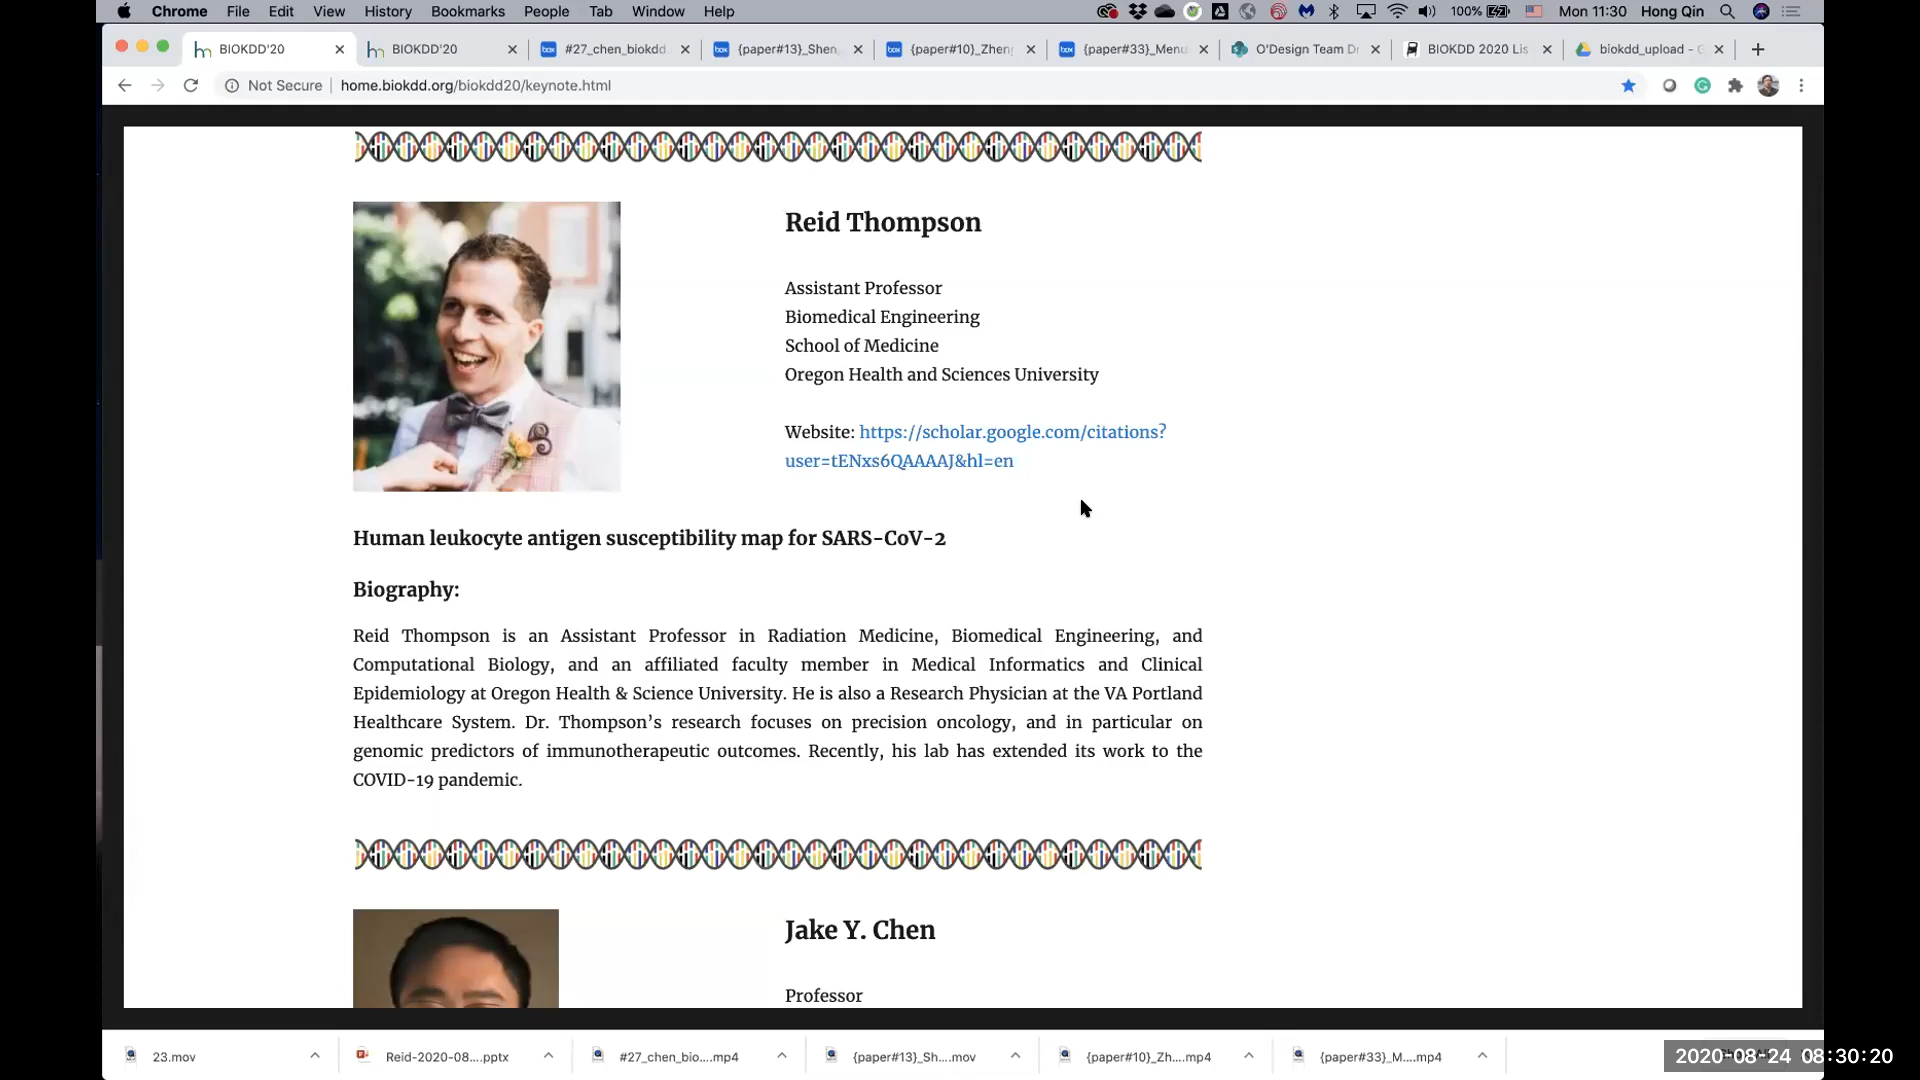 Chrome File Edit View History Bookmarks People Tab Window Help 100% Mon 11:30 Hong Qin
BIOKDD'20 BIOKDD'20 #27_chen_biokdd {paper#13}_Shen {paper#10}_Zhen {paper#33}_Men O'Design Team D BIOKDD 2020 Lis biokdd_upload -
Not Secure home.biokdd.org/biokdd20/keynote.html
Reid Thompson
Assistant Professor
Biomedical Engineering
School of Medicine
Oregon Health and Sciences University
Website: https://scholar.google.com/citations?
user=tENxs6QAAAAJ&hl=en
Human leukocyte antigen susceptibility map for SARS-CoV-2
Biography:
Reid Thompson is an Assistant Professor in Radiation Medicine, Biomedical Engineering, and
Computational Biology, and an affiliated faculty member in Medical Informatics and Clinical
Epidemiology at Oregon Health & Science University. He is also a Research Physician at the VA Portland
Healthcare System. Dr. Thompson’s research focuses on precision oncology, and in particular on
genomic predictors of immunotherapeutic outcomes. Recently, his lab has extended its work to the
COVID-19 pandemic.
Jake Y. Chen
Professor
23.mov Reid-2020-08....pptx #27_chen_bio....mp4 {paper#13}_Sh....mov {paper#10}_Zh....mp4 {paper#33}_M....mp4
2020-08-24 08:30:20